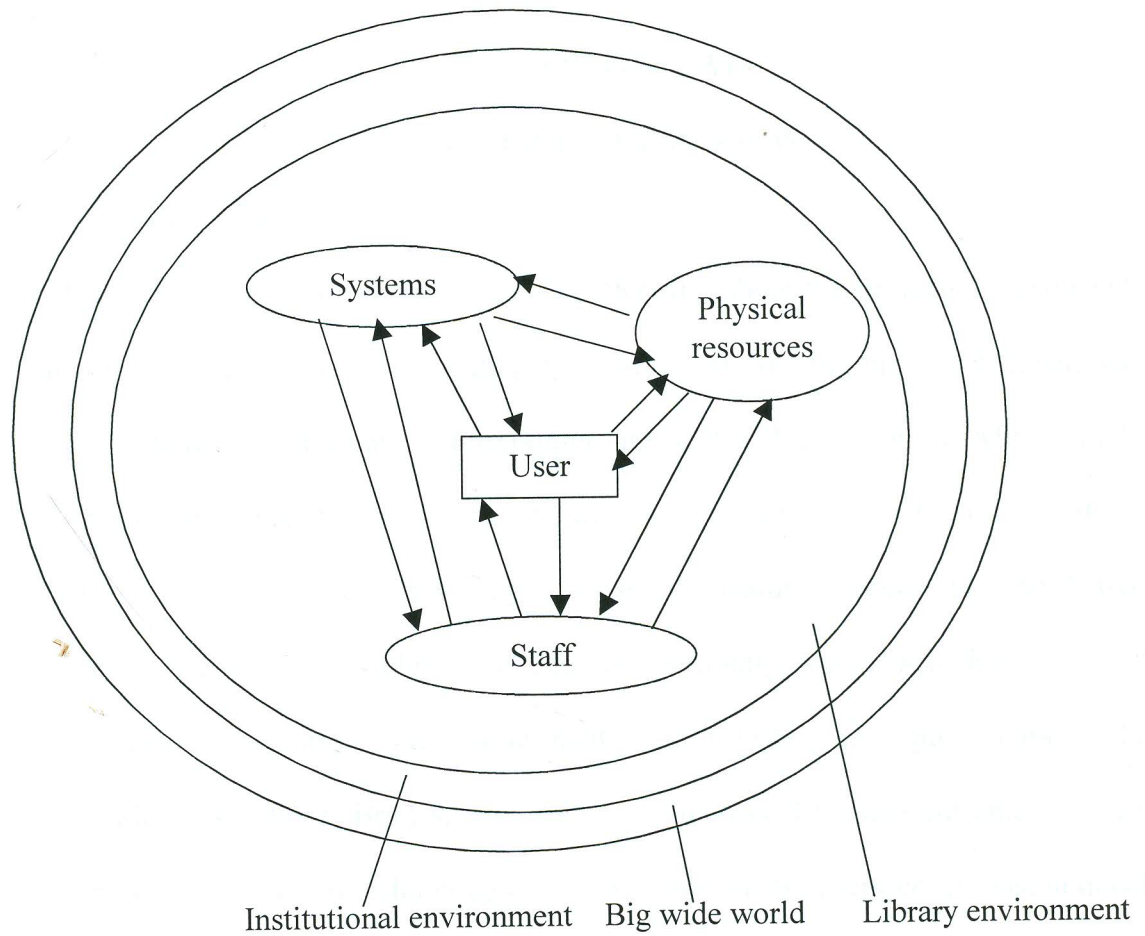 Systems
Physical
resources
User
Staff
Institutional environment
Big wide world
Library environment